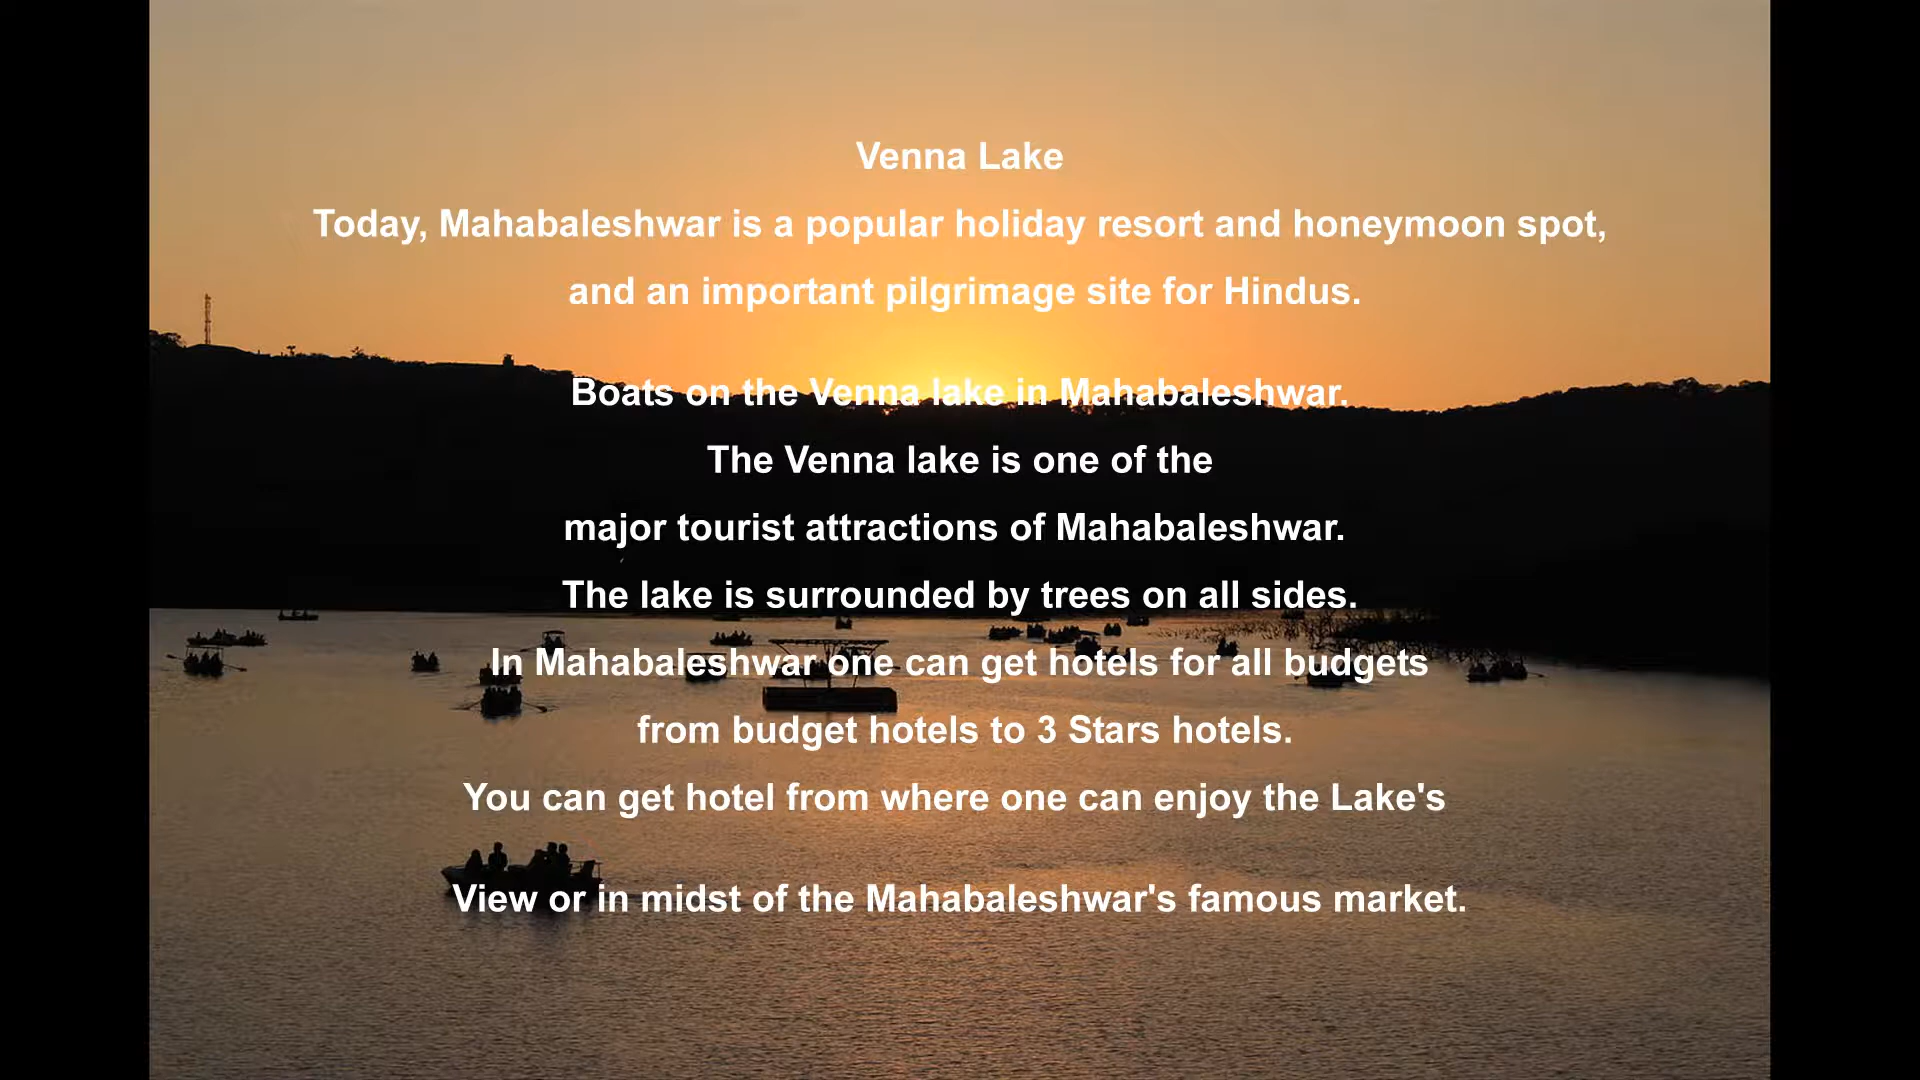 Venna Lake
Today, Mahabaleshwar is a popular holiday resort and honeymoon spot,
and an important pilgrimage site for Hindus.
Boats on the Venna lake in Mahabaleshwar.
The Venna lake is one of the
major tourist attractions of Mahabaleshwar.
The lake is surrounded by trees on all sides.
In Mahabaleshwar one can get hotels for all budgets
from budget hotels to 3 Stars hotels.
You can get hotel from where one can enjoy the Lake's
View or in midst of the Mahabaleshwar's famous market.